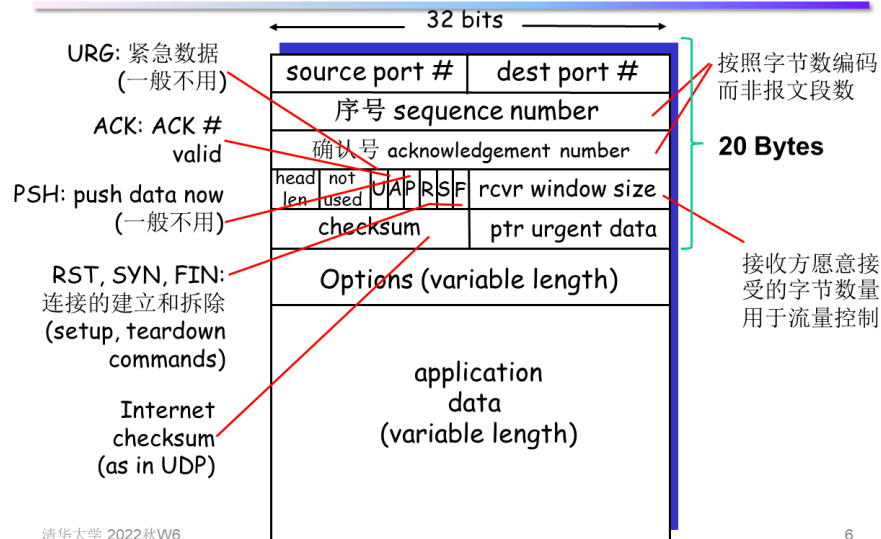 32 bits
URG: 紧急数据
(一般不用)
ACK: ACK #
valid
PSH: push data now
(一般不用)
RST, SYN, FIN:
连接的建立和拆除
(setup, teardown
commands)
Internet
checksum
(as in UDP)
source port #
dest port #
序号 sequence number
确认号 acknowledgement number
head
len
not
used
U A P R S F
rcvr window size
checksum
ptr urgent data
Options (variable length)
application
data
(variable length)
按照字节数编码
而非报文段数
20 Bytes
接收方愿意接
受的字节数量
用于流量控制
清华大学 2022秋W6
6